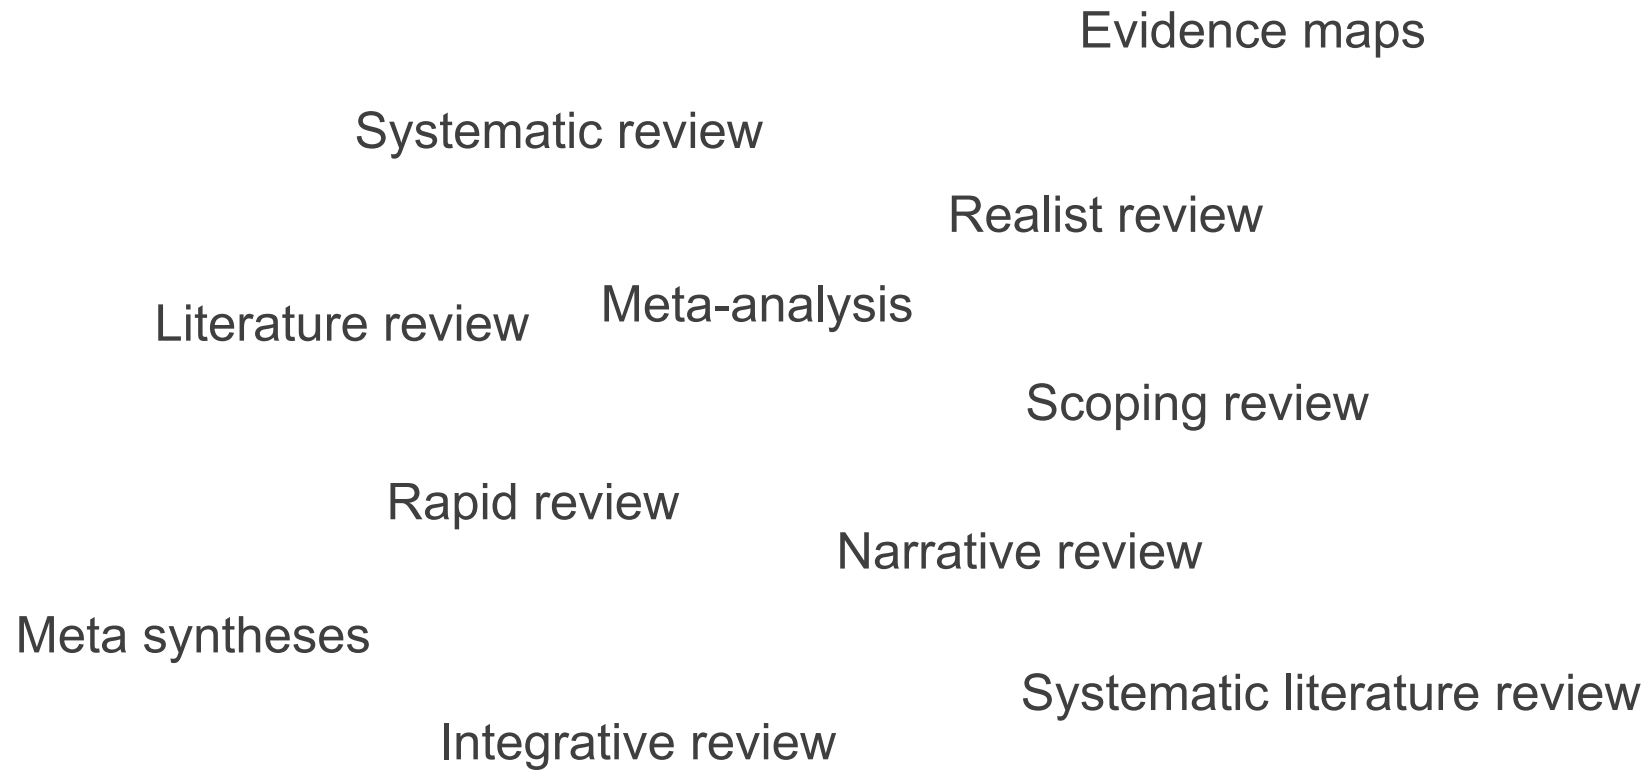 Evidence maps
Systematic review
Realist review
Meta-analysis
Literature review
Scoping review
Rapid review
Narrative review
Meta syntheses
Systematic literature review
Integrative review